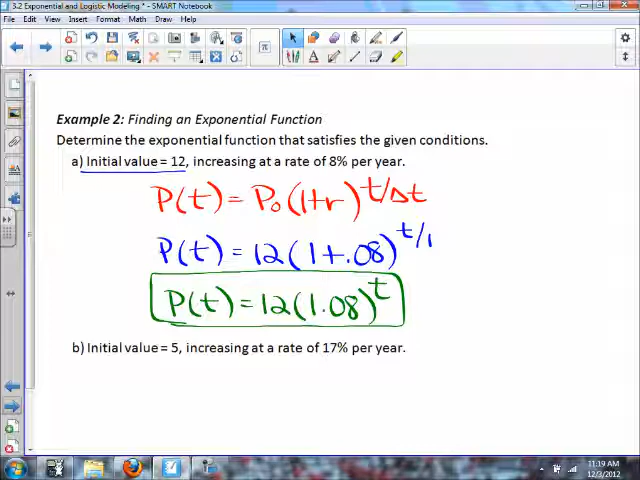 3.2 Exponential and Logistic Modeling * - SMART Notebook
File Edit View Insert Format Tools Draw Help
Example 2: Finding an Exponential Function
Determine the exponential function that satisfies the given conditions.
a) Initial value = 12, increasing at a rate of 8% per year.
P(t) = P₀(1+r)^t/Δt
P(t) = 12(1+.08)^t/1
P(t) = 12(1.08)^t
b) Initial value = 5, increasing at a rate of 17% per year.
11:19 AM
12/3/2012